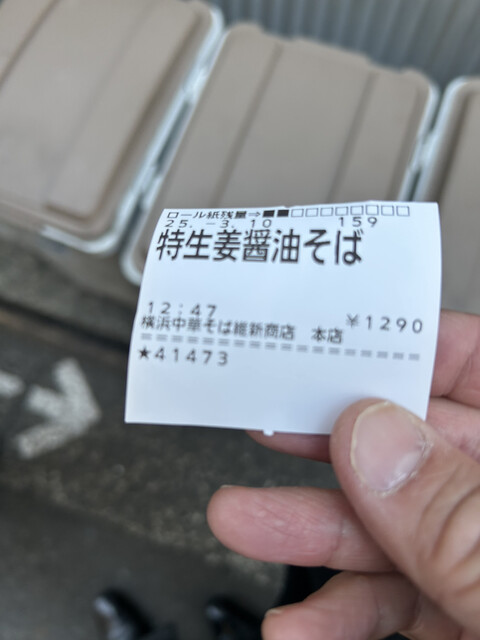 ロール紙残量⇒■■□□□□□□□□
25.-3.10 159
特生姜醤油そば
12:47 ¥1290
横浜中華そば維新商店 本店
==============================
★41473